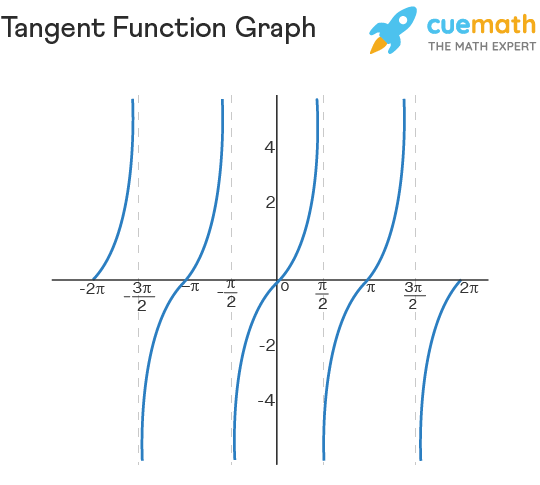 Tangent Function Graph
cuemath
THE MATH EXPERT
4
2
-2π
-3π/2
-π
-π/2
0
π/2
π
3π/2
2π
-2
-4